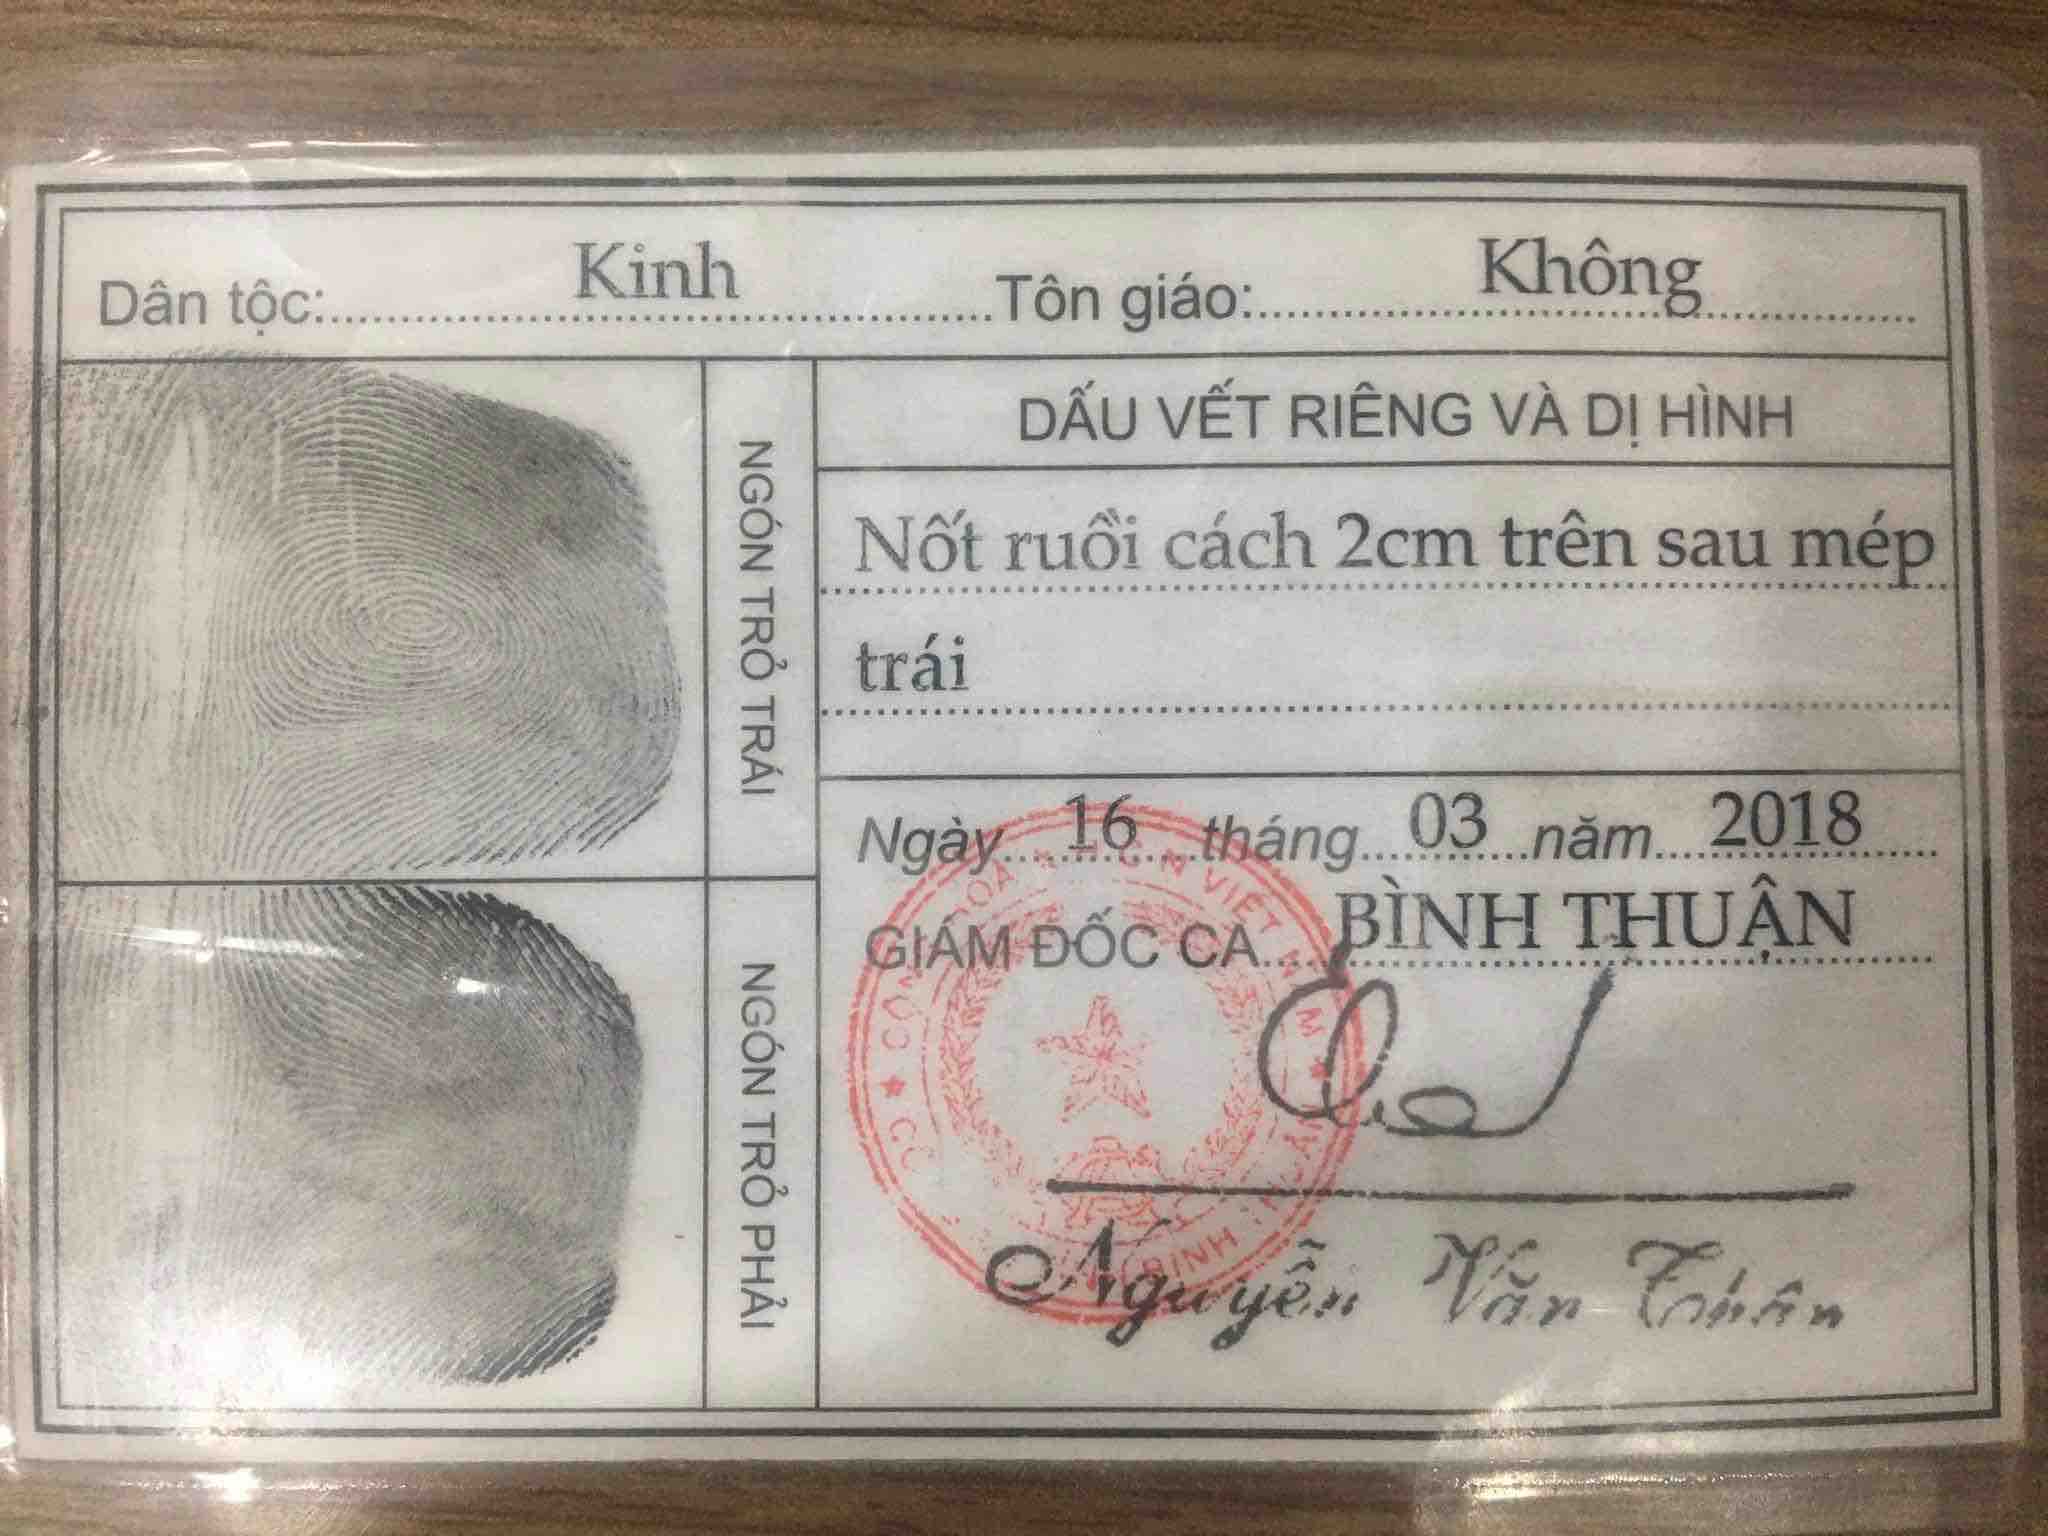 Dân tộc: Kinh Tôn giáo: Không
NGÓN TRỎ TRÁI
DẤU VẾT RIÊNG VÀ DỊ HÌNH
Nốt ruồi cách 2cm trên sau mép
trái
Ngày 16 tháng 03 năm 2018
GIÁM ĐỐC CA BÌNH THUẬN
NGÓN TRỎ PHẢI
Nguyễn Văn